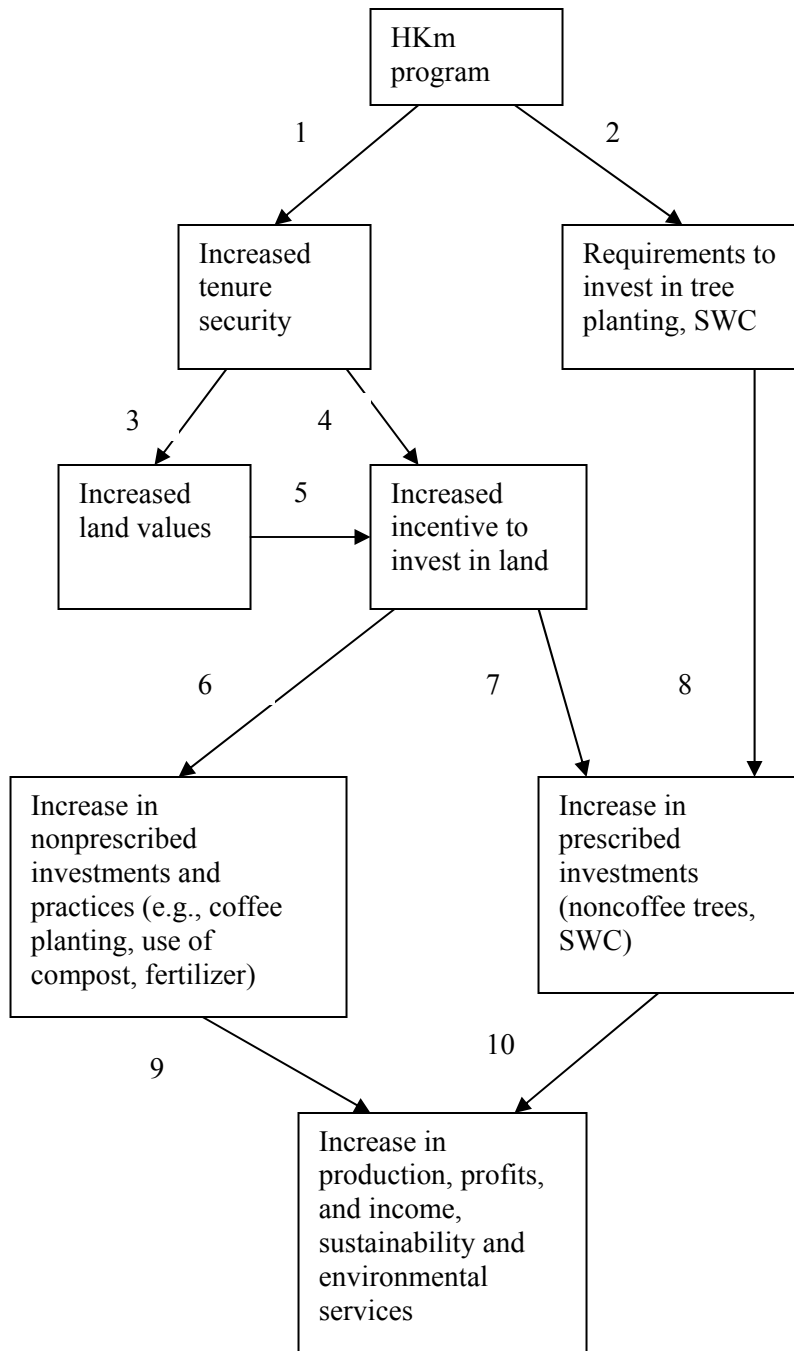 HKm
program
1
2
Increased
tenure
security
Requirements to
invest in tree
planting, SWC
3
4
Increased
land values
5
Increased
incentive to
invest in land
6
7
8
Increase in
nonprescribed
investments and
practices (e.g., coffee
planting, use of
compost, fertilizer)
Increase in
prescribed
investments
(noncoffee trees,
SWC)
9
10
Increase in
production, profits,
and income,
sustainability and
environmental
services